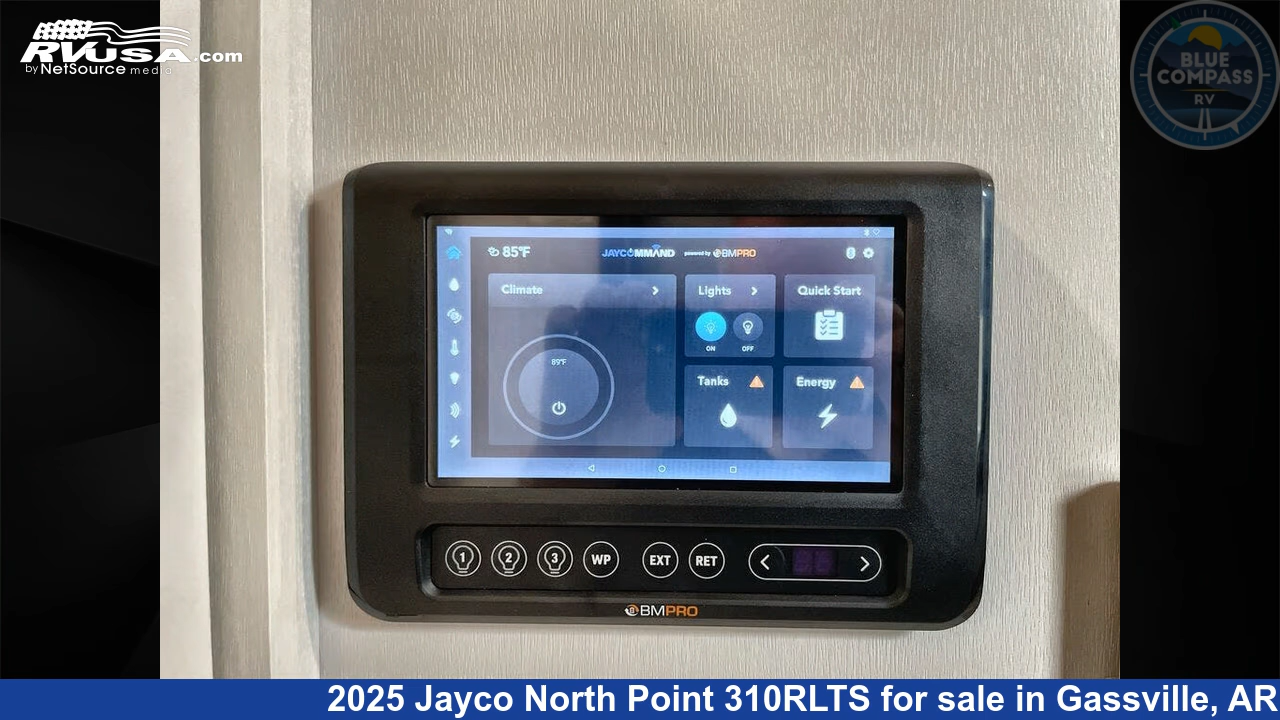 RVUSA.com
by NetSource media
BLUE
COMPASS
RV
85°F
JAYCOMMAND powered by BMPRO
Climate
Lights
Quick Start
ON OFF
89°F
Tanks
Energy
1 2 3 WP EXT RET
BMPRO
2025 Jayco North Point 310RLTS for sale in Gassville, AR